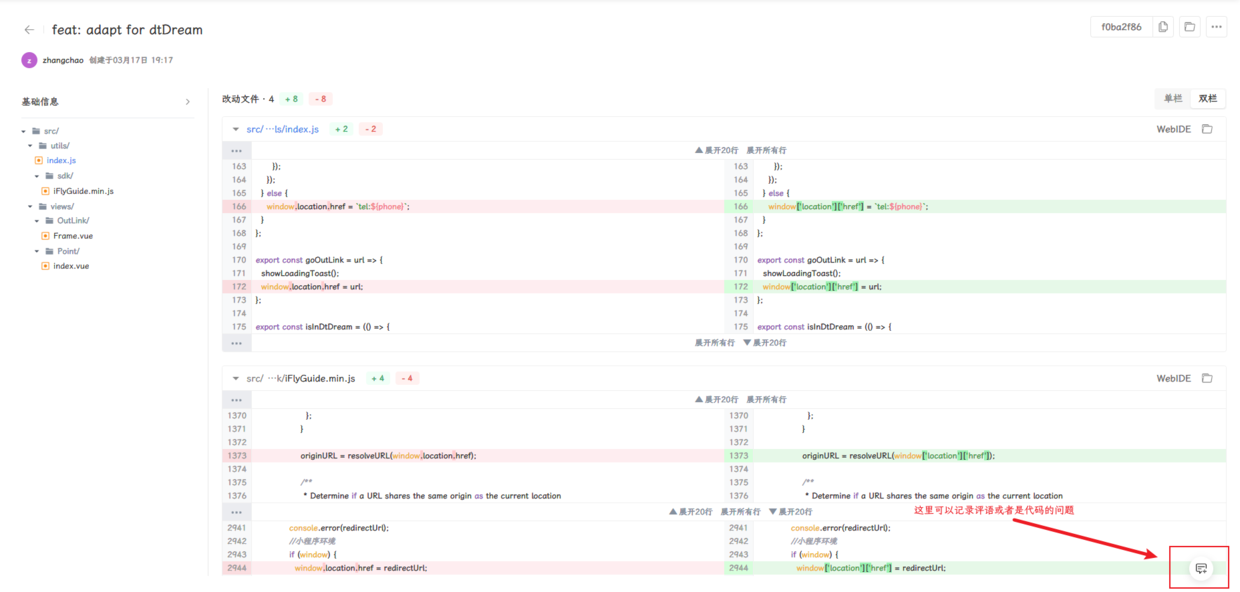 feat: adapt for dtDream
f0ba2f86
z zhangchao 创建于03月17日 19:17
基础信息
改动文件 · 4 + 8 - 8
单栏 双栏
src/
utils/
index.js
sdk/
iFlyGuide.min.js
views/
OutLink/
Frame.vue
Point/
index.vue
src/ ···ls/index.js + 2 - 2 WebIDE
··· ▲展开20行 展开所有行
163 }); 163 });
164 }); 164 });
165 } else { 165 } else {
166 window.location.href = `tel:${phone}`; 166 window['location']['href'] = `tel:${phone}`;
167 } 167 }
168 }; 168 };
169 169
170 export const goOutLink = url => { 170 export const goOutLink = url => {
171 showLoadingToast(); 171 showLoadingToast();
172 window.location.href = url; 172 window['location']['href'] = url;
173 }; 173 };
174 174
175 export const isInDtDream = (() => { 175 export const isInDtDream = (() => {
··· 展开所有行 ▼展开20行
src/ ···k/iFlyGuide.min.js + 4 - 4 WebIDE
··· ▲展开20行 展开所有行
1370 }; 1370 };
1371 } 1371 }
1372 1372
1373 originURL = resolveURL(window.location.href); 1373 originURL = resolveURL(window['location']['href']);
1374 1374
1375 /** 1375 /**
1376 * Determine if a URL shares the same origin as the current location 1376 * Determine if a URL shares the same origin as the current location
··· ▲展开20行 展开所有行 ▼展开20行
这里可以记录评语或者是代码的问题
2941 console.error(redirectUrl); 2941 console.error(redirectUrl);
2942 //小程序环境 2942 //小程序环境
2943 if (window) { 2943 if (window) {
2944 window.location.href = redirectUrl; 2944 window['location']['href'] = redirectUrl;